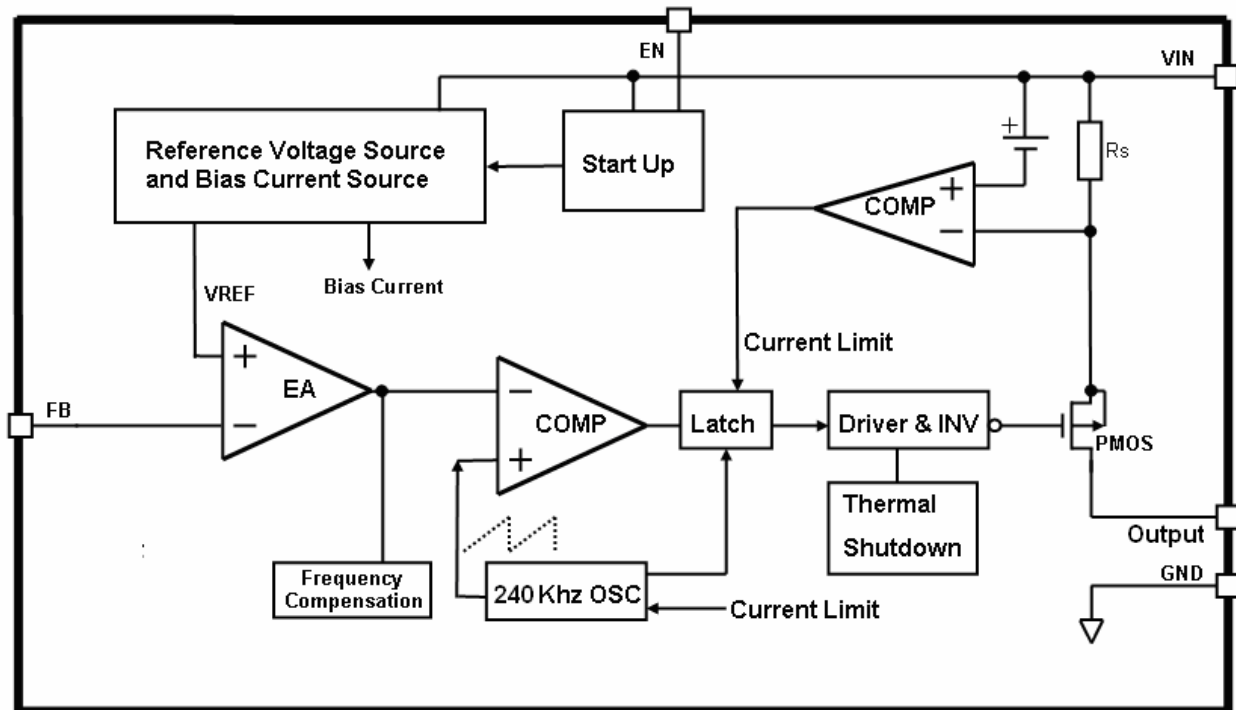 EN
VIN
Reference Voltage Source
and Bias Current Source
Start Up
+
Rs
COMP
+
−
Bias Current
VREF
Current Limit
+
EA
−
FB
−
COMP
+
Latch
Driver & INV
PMOS
Thermal
Shutdown
Output
Frequency
Compensation
240 Khz OSC
Current Limit
GND